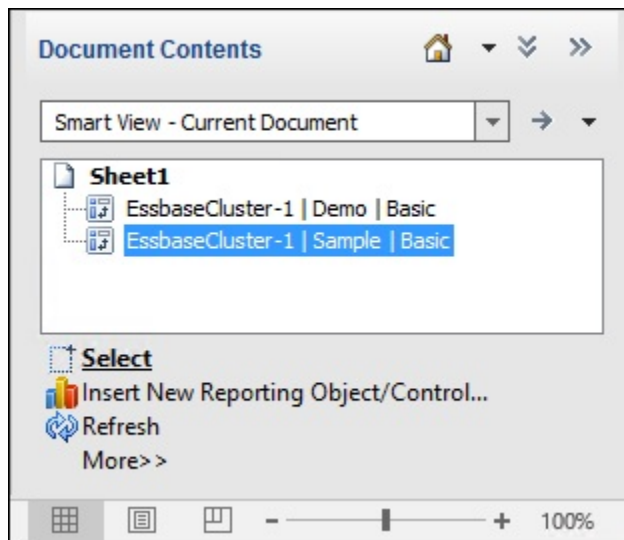 Document Contents
Smart View - Current Document
Sheet1
EssbaseCluster-1 | Demo | Basic
EssbaseCluster-1 | Sample | Basic
Select
Insert New Reporting Object/Control...
Refresh
More>>
100%